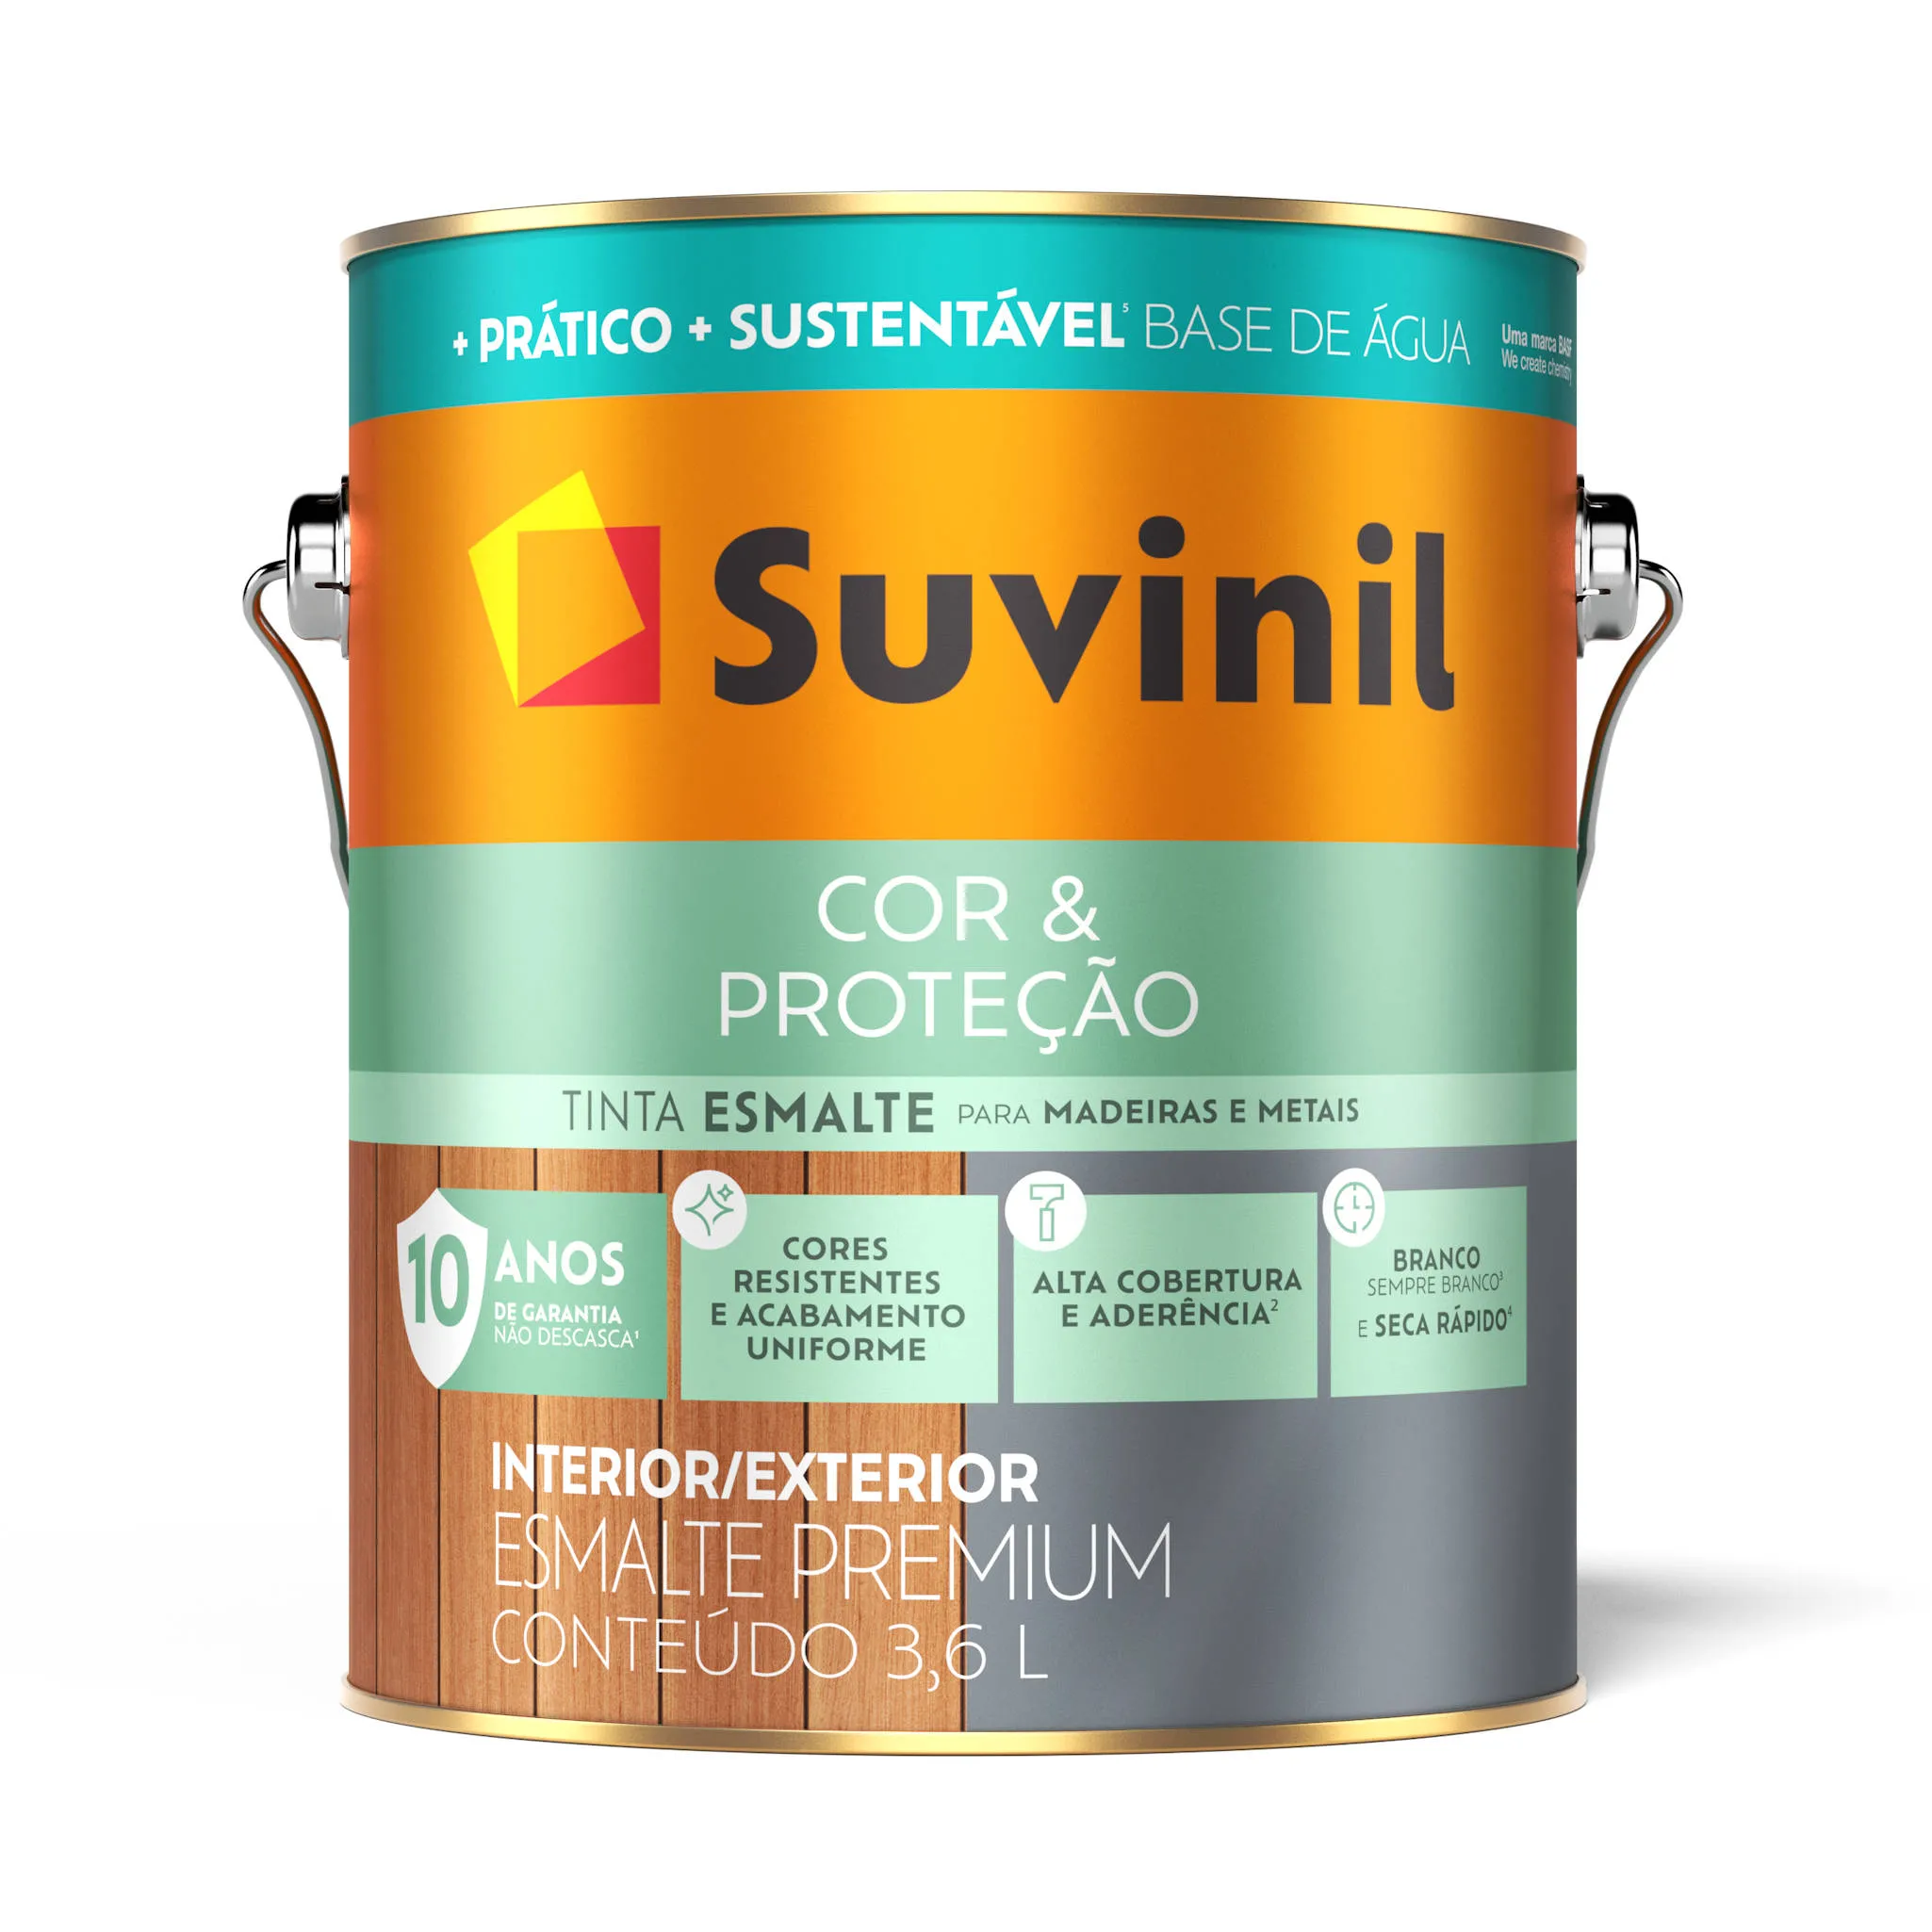 + PRÁTICO + SUSTENTÁVEL⁵ BASE DE ÁGUA
Uma marca BASF
We create chemistry
Suvinil
COR &
PROTEÇÃO
TINTA ESMALTE PARA MADEIRAS E METAIS
10 ANOS
DE GARANTIA
NÃO DESCASCA¹
CORES
RESISTENTES
E ACABAMENTO
UNIFORME
ALTA COBERTURA
E ADERÊNCIA²
BRANCO
SEMPRE BRANCO³
E SECA RÁPIDO⁴
INTERIOR/EXTERIOR
ESMALTE PREMIUM
CONTEÚDO 3,6 L